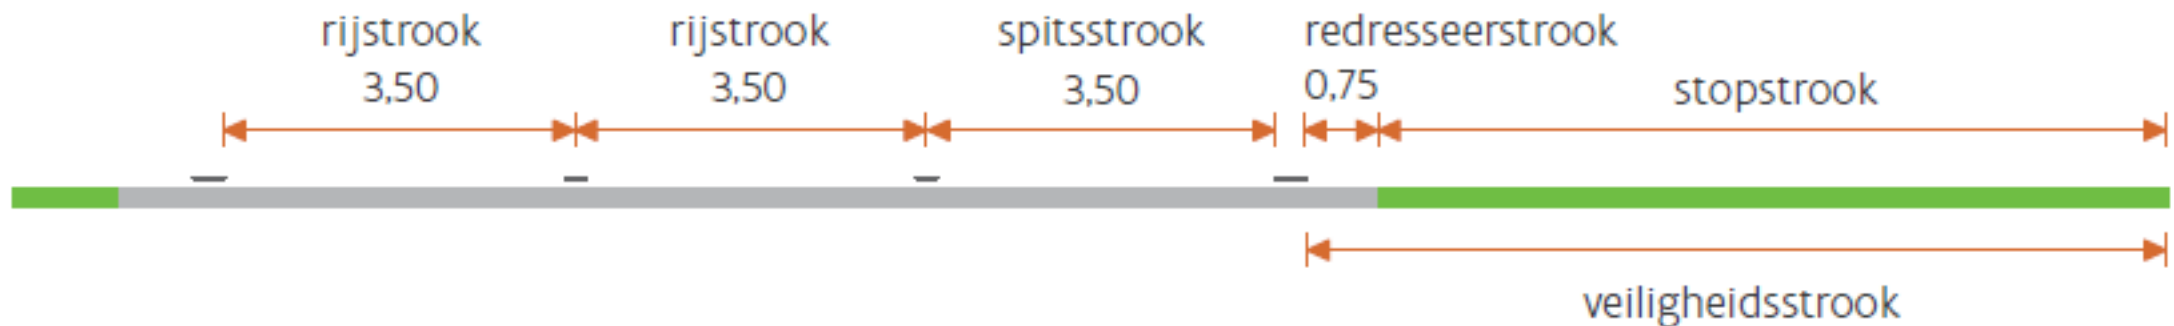 rijstrook rijstrook spitsstrook redresseerstrook
3,50 3,50 3,50 0,75 stopstrook
veiligheidsstrook